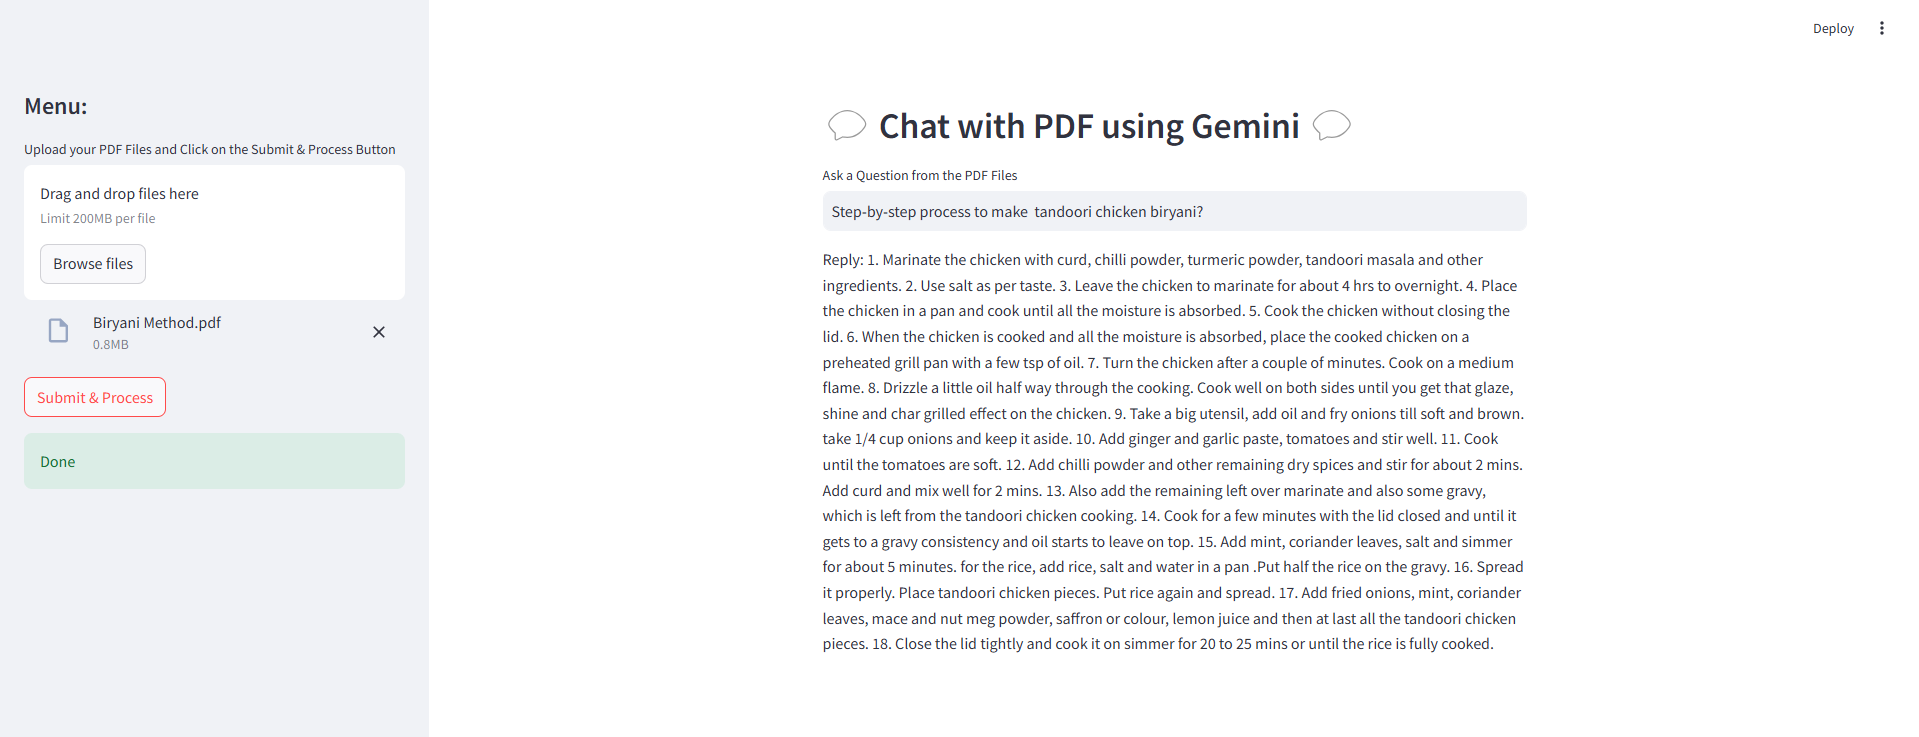 Deploy
Menu:
Upload your PDF Files and Click on the Submit & Process Button
Drag and drop files here
Limit 200MB per file
Browse files
Biryani Method.pdf
0.8MB
Submit & Process
Done
Chat with PDF using Gemini
Ask a Question from the PDF Files
Step-by-step process to make  tandoori chicken biryani?
Reply: 1. Marinate the chicken with curd, chilli powder, turmeric powder, tandoori masala and other
ingredients. 2. Use salt as per taste. 3. Leave the chicken to marinate for about 4 hrs to overnight. 4. Place
the chicken in a pan and cook until all the moisture is absorbed. 5. Cook the chicken without closing the
lid. 6. When the chicken is cooked and all the moisture is absorbed, place the cooked chicken on a
preheated grill pan with a few tsp of oil. 7. Turn the chicken after a couple of minutes. Cook on a medium
flame. 8. Drizzle a little oil half way through the cooking. Cook well on both sides until you get that glaze,
shine and char grilled effect on the chicken. 9. Take a big utensil, add oil and fry onions till soft and brown.
take 1/4 cup onions and keep it aside. 10. Add ginger and garlic paste, tomatoes and stir well. 11. Cook
until the tomatoes are soft. 12. Add chilli powder and other remaining dry spices and stir for about 2 mins.
Add curd and mix well for 2 mins. 13. Also add the remaining left over marinate and also some gravy,
which is left from the tandoori chicken cooking. 14. Cook for a few minutes with the lid closed and until it
gets to a gravy consistency and oil starts to leave on top. 15. Add mint, coriander leaves, salt and simmer
for about 5 minutes. for the rice, add rice, salt and water in a pan .Put half the rice on the gravy. 16. Spread
it properly. Place tandoori chicken pieces. Put rice again and spread. 17. Add fried onions, mint, coriander
leaves, mace and nut meg powder, saffron or colour, lemon juice and then at last all the tandoori chicken
pieces. 18. Close the lid tightly and cook it on simmer for 20 to 25 mins or until the rice is fully cooked.